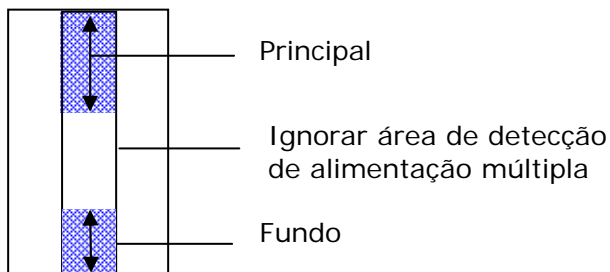 Principal
Ignorar área de detecção
de alimentação múltipla
Fundo